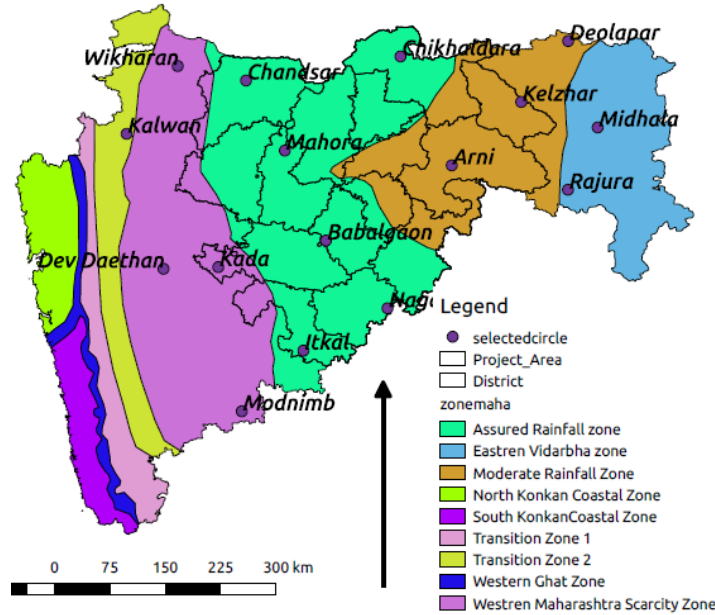 Deolapar
Chikhaldara
Wikharan
Chandsar
Kelzhar
Midhala
Kalwan
Mahora
Arni
Rajura
Babalgaon
Dev Daethan
Kada
Legend
selectedcircle
Itkal
Project_Area
District
zonemaha
Modnimb
Assured Rainfall zone
Eastren Vidarbha zone
Moderate Rainfall Zone
North Konkan Coastal Zone
South KonkanCoastal Zone
Transition Zone 1
0 75 150 225 300 km
Transition Zone 2
Western Ghat Zone
Westren Maharashtra Scarcity Zone